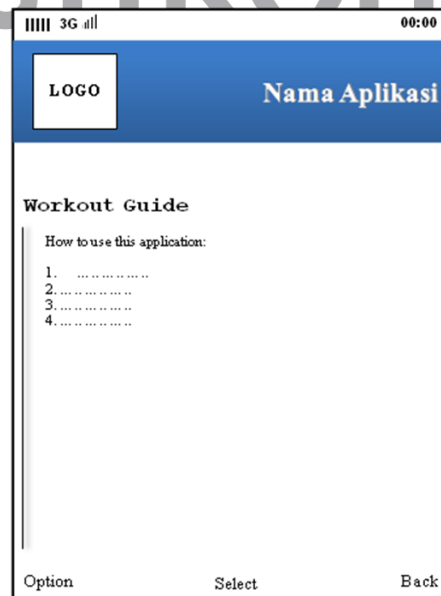 3G
00:00
LOGO
Nama Aplikasi
Workout Guide
How to use this application:
1. ...............
2. ...............
3. ...............
4. ...............
Option Select Back